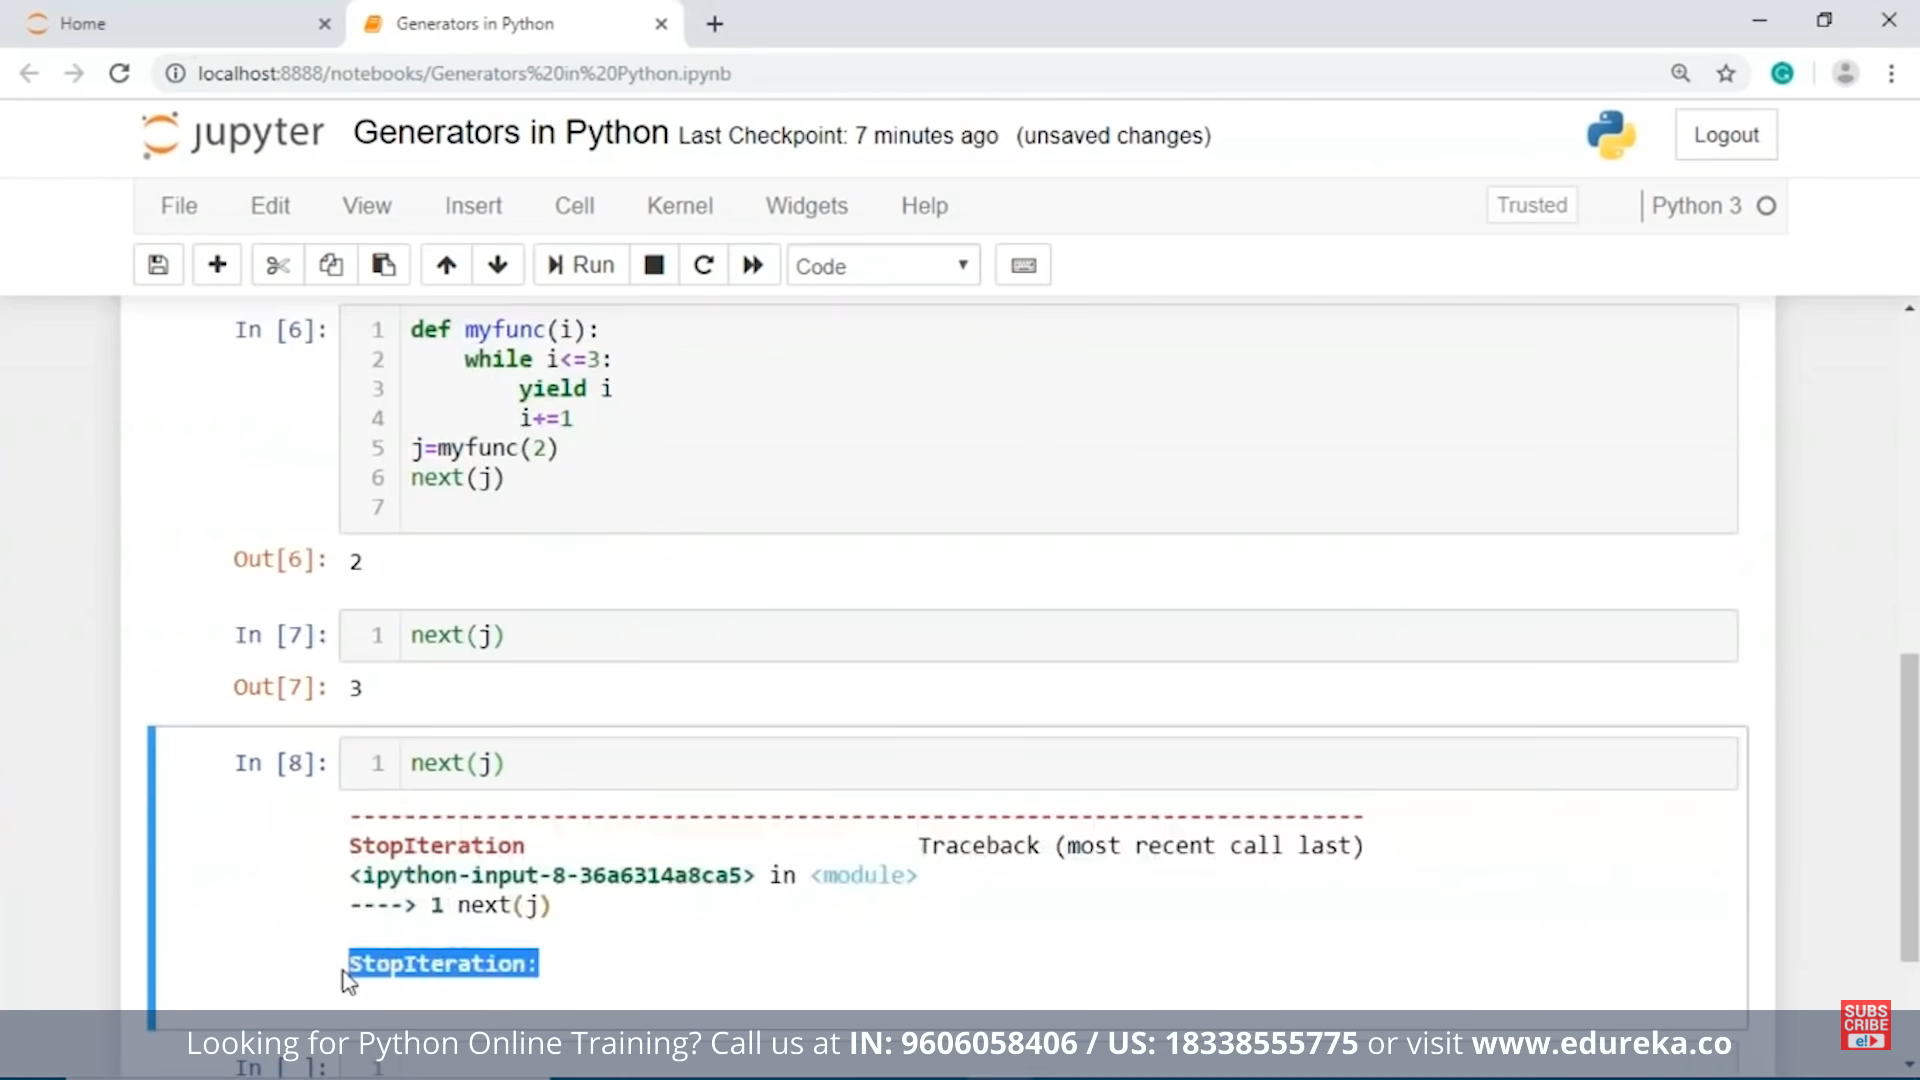 Home
Generators in Python
localhost:8888/notebooks/Generators%20in%20Python.ipynb
jupyter Generators in Python Last Checkpoint: 7 minutes ago (unsaved changes)
Logout
File Edit View Insert Cell Kernel Widgets Help
Trusted
Python 3
Run
Code
In [6]:
1 def myfunc(i):
2 while i<=3:
3 yield i
4 i+=1
5 j=myfunc(2)
6 next(j)
7
Out[6]: 2
In [7]: 1 next(j)
Out[7]: 3
In [8]: 1 next(j)
---------------------------------------------------------------------------
StopIteration Traceback (most recent call last)
<ipython-input-8-36a6314a8ca5> in <module>
----> 1 next(j)
StopIteration:
SUBS
CRIBE
e!
Looking for Python Online Training? Call us at IN: 9606058406 / US: 18338555775 or visit www.edureka.co
In [ ]: 1